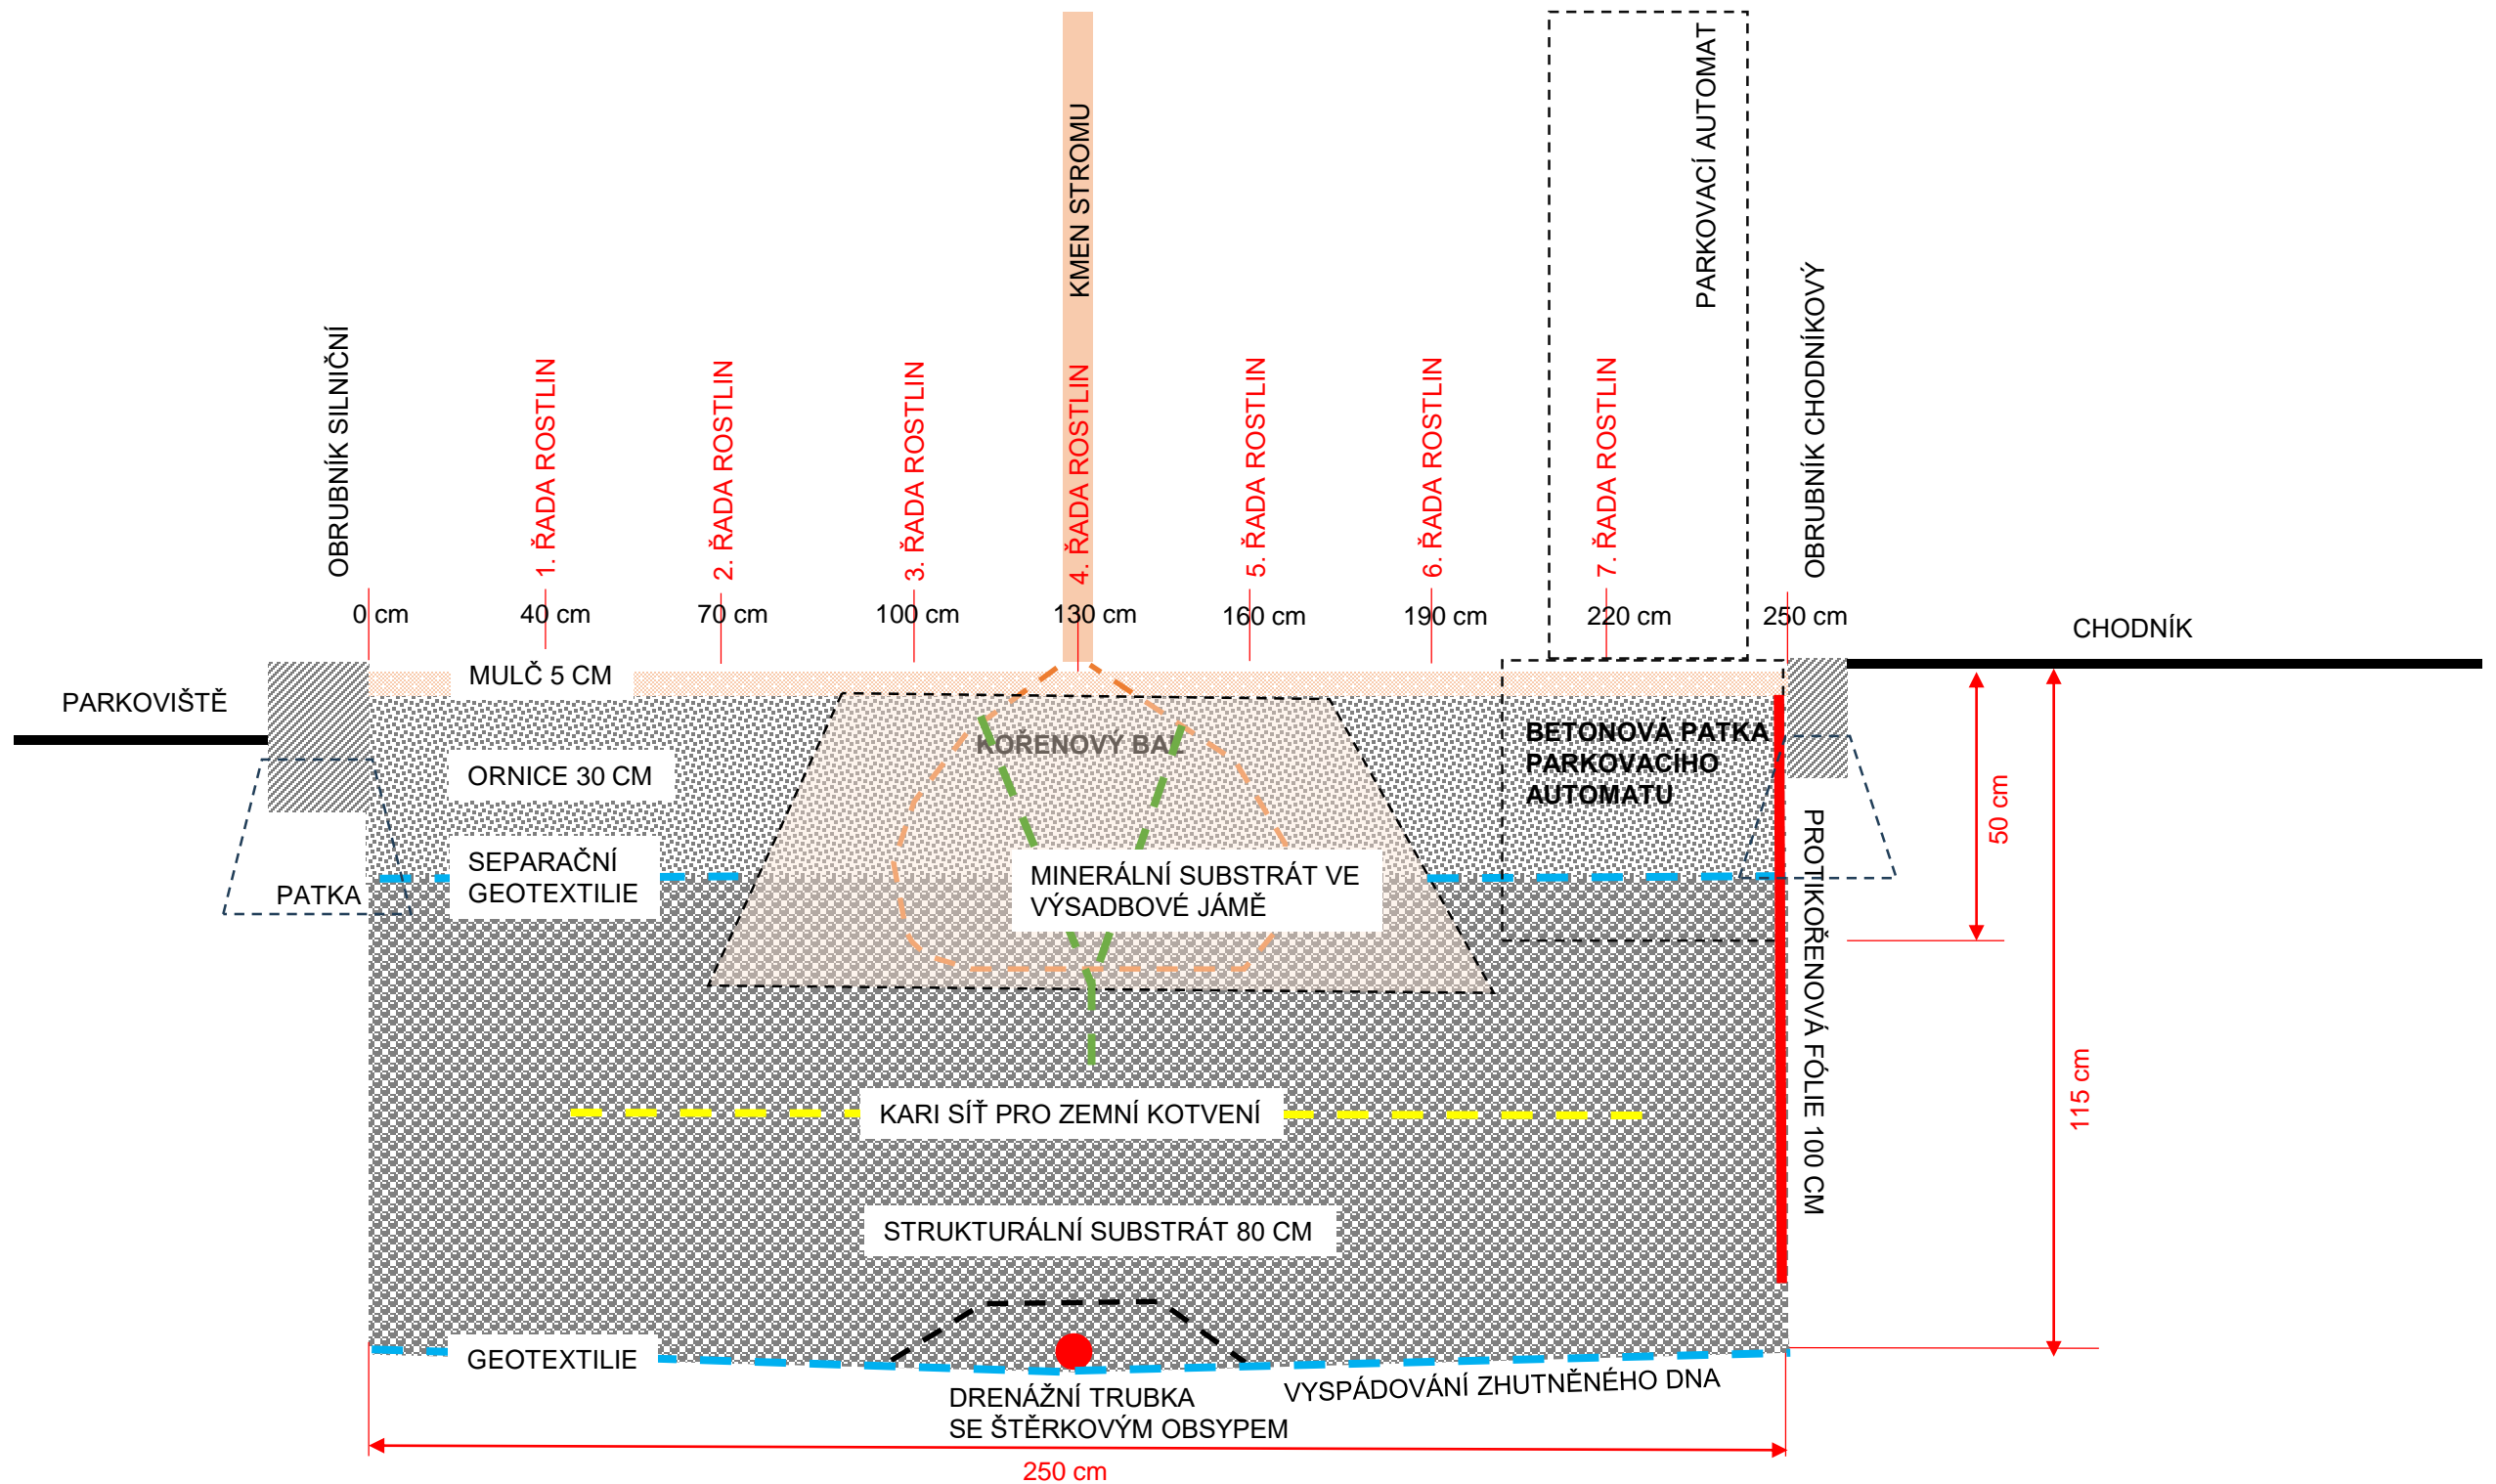 KMEN STROMU
PARKOVACÍ AUTOMAT
OBRUBNÍK SILNIČNÍ
1. ŘADA ROSTLIN
2. ŘADA ROSTLIN
3. ŘADA ROSTLIN
4. ŘADA ROSTLIN
5. ŘADA ROSTLIN
6. ŘADA ROSTLIN
7. ŘADA ROSTLIN
OBRUBNÍK CHODNÍKOVÝ
0 cm
40 cm
70 cm
100 cm
130 cm
160 cm
190 cm
220 cm
250 cm
CHODNÍK
PARKOVIŠTĚ
MULČ 5 CM
KOŘENOVÝ BAL
BETONOVÁ PATKA
PARKOVACÍHO
AUTOMATU
ORNICE 30 CM
50 cm
SEPARAČNÍ
GEOTEXTILIE
PATKA
MINERÁLNÍ SUBSTRÁT VE
VÝSADBOVÉ JÁMĚ
PROTIKOŘENOVÁ FÓLIE 100 CM
115 cm
KARI SÍŤ PRO ZEMNÍ KOTVENÍ
STRUKTURÁLNÍ SUBSTRÁT 80 CM
GEOTEXTILIE
DRENÁŽNÍ TRUBKA
SE ŠTĚRKOVÝM OBSYPEM
VYSPÁDOVÁNÍ ZHUTNĚNÉHO DNA
250 cm